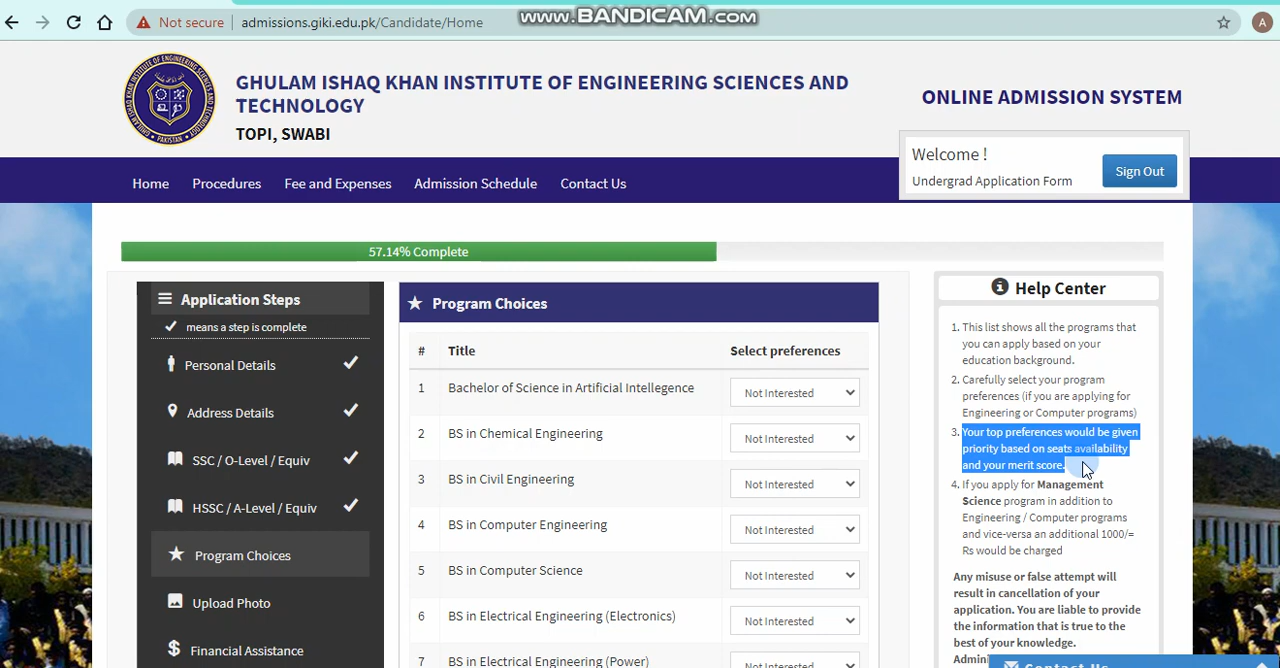 www.BANDICAM.com
Not secure | admissions.giki.edu.pk/Candidate/Home
A
GHULAM ISHAQ KHAN INSTITUTE OF ENGINEERING SCIENCES AND
TECHNOLOGY
TOPI, SWABI
ONLINE ADMISSION SYSTEM
Welcome !
Undergrad Application Form
Sign Out
Home Procedures Fee and Expenses Admission Schedule Contact Us
57.14% Complete
Application Steps
means a step is complete
Personal Details
Address Details
SSC / O-Level / Equiv
HSSC / A-Level / Equiv
Program Choices
Upload Photo
Financial Assistance
Program Choices
# Title Select preferences
1 Bachelor of Science in Artificial Intellegence Not Interested
2 BS in Chemical Engineering Not Interested
3 BS in Civil Engineering Not Interested
4 BS in Computer Engineering Not Interested
5 BS in Computer Science Not Interested
6 BS in Electrical Engineering (Electronics) Not Interested
7 BS in Electrical Engineering (Power) Not Interested
Help Center
1. This list shows all the programs that
you can apply based on your
education background.
2. Carefully select your program
preferences (if you are applying for
Engineering or Computer programs)
3. Your top preferences would be given
priority based on seats availability
and your merit score.
4. If you apply for Management
Science program in addition to
Engineering / Computer programs
and vice-versa an additional 1000/=
Rs would be charged
Any misuse or false attempt will
result in cancellation of your
application. You are liable to provide
the information that is true to the
best of your knowledge.
Contact Us